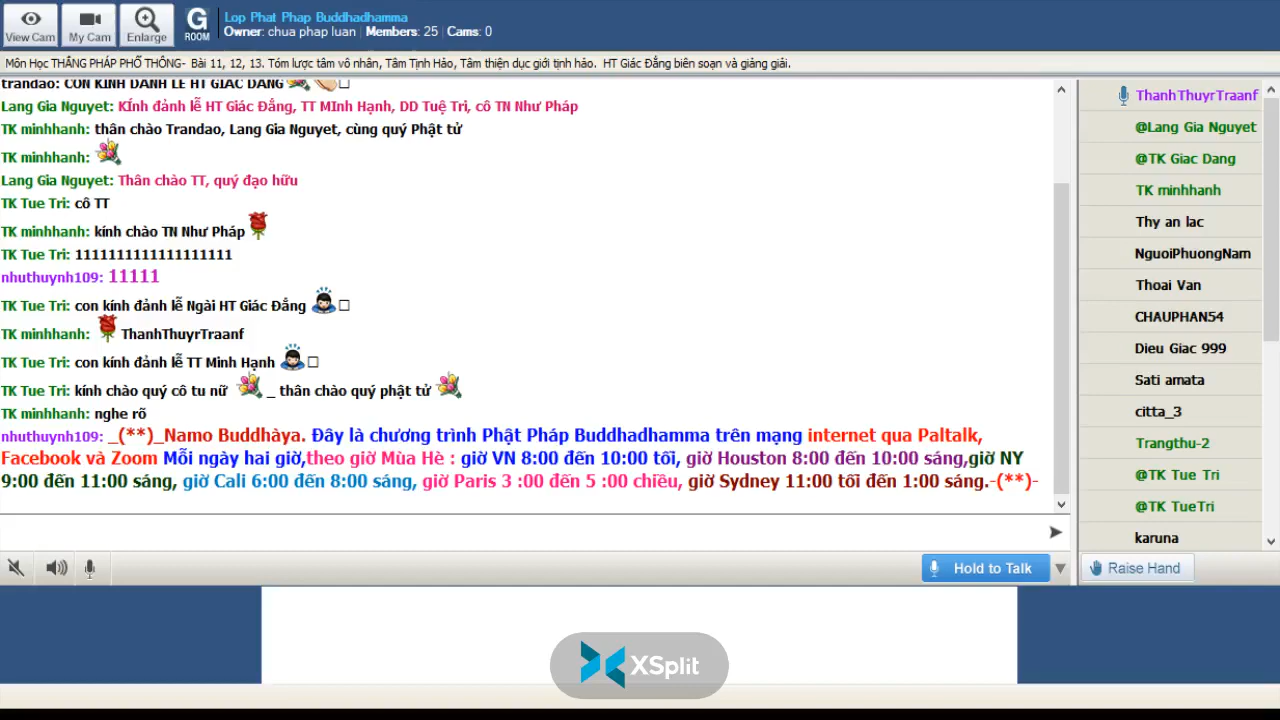 View Cam
My Cam
Enlarge
G
ROOM
Lop Phat Phap Buddhadhamma
Owner: chua phap luan | Members: 25 | Cams: 0
Môn Học THẮNG PHÁP PHỔ THÔNG- Bài 11, 12, 13. Tóm lược tâm vô nhân, Tâm Tịnh Hảo, Tâm thiện dục giới tịnh hảo. HT Giác Đẳng biên soạn và giảng giải.
trandao: CON KÍNH ĐẢNH LỄ HT GIÁC ĐẲNG
Lang Gia Nguyet: KÍnh đảnh lễ HT Giác Đẳng, TT MInh Hạnh, DD Tuệ Tri, cô TN Như Pháp
TK minhhanh: thân chào Trandao, Lang Gia Nguyet, cùng quý Phật tử
TK minhhanh:
Lang Gia Nguyet: Thân chào TT, quý đạo hữu
TK Tue Tri: cô TT
TK minhhanh: kính chào TN Như Pháp
TK Tue Tri: 1111111111111111111
nhuthuynh109: 11111
TK Tue Tri: con kính đảnh lễ Ngài HT Giác Đẳng
TK minhhanh: ThanhThuyrTraanf
TK Tue Tri: con kính đảnh lễ TT Minh Hạnh
TK Tue Tri: kính chào quý cô tu nữ _ thân chào quý phật tử
TK minhhanh: nghe rõ
nhuthuynh109: _(**)_Namo Buddhàya. Đây là chương trình Phật Pháp Buddhadhamma trên mạng internet qua Paltalk,
Facebook và Zoom Mỗi ngày hai giờ,theo giờ Mùa Hè : giờ VN 8:00 đến 10:00 tối, giờ Houston 8:00 đến 10:00 sáng,giờ NY
9:00 đến 11:00 sáng, giờ Cali 6:00 đến 8:00 sáng, giờ Paris 3 :00 đến 5 :00 chiều, giờ Sydney 11:00 tối đến 1:00 sáng.-(**)-
ThanhThuyrTraanf
@Lang Gia Nguyet
@TK Giac Dang
TK minhhanh
Thy an lac
NguoiPhuongNam
Thoai Van
CHAUPHAN54
Dieu Giac 999
Sati amata
citta_3
Trangthu-2
@TK Tue Tri
@TK TueTri
karuna
Hold to Talk
Raise Hand
XSplit